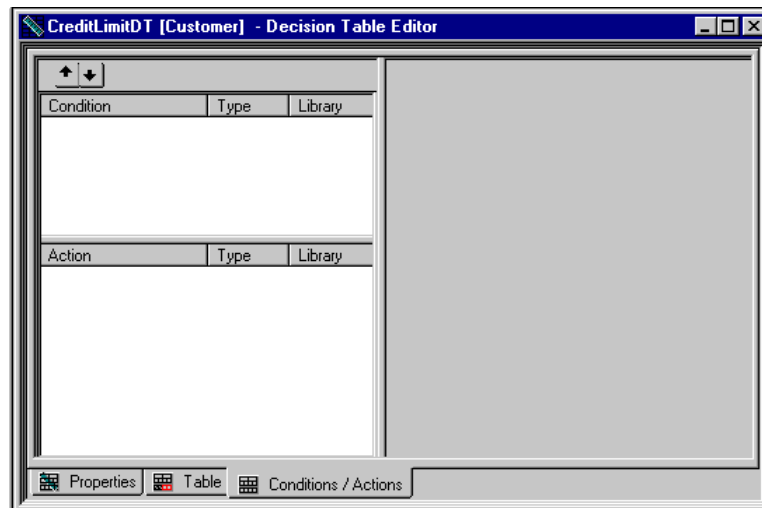 CreditLimitDT [Customer] - Decision Table Editor
Condition Type Library
Action Type Library
Properties Table Conditions / Actions